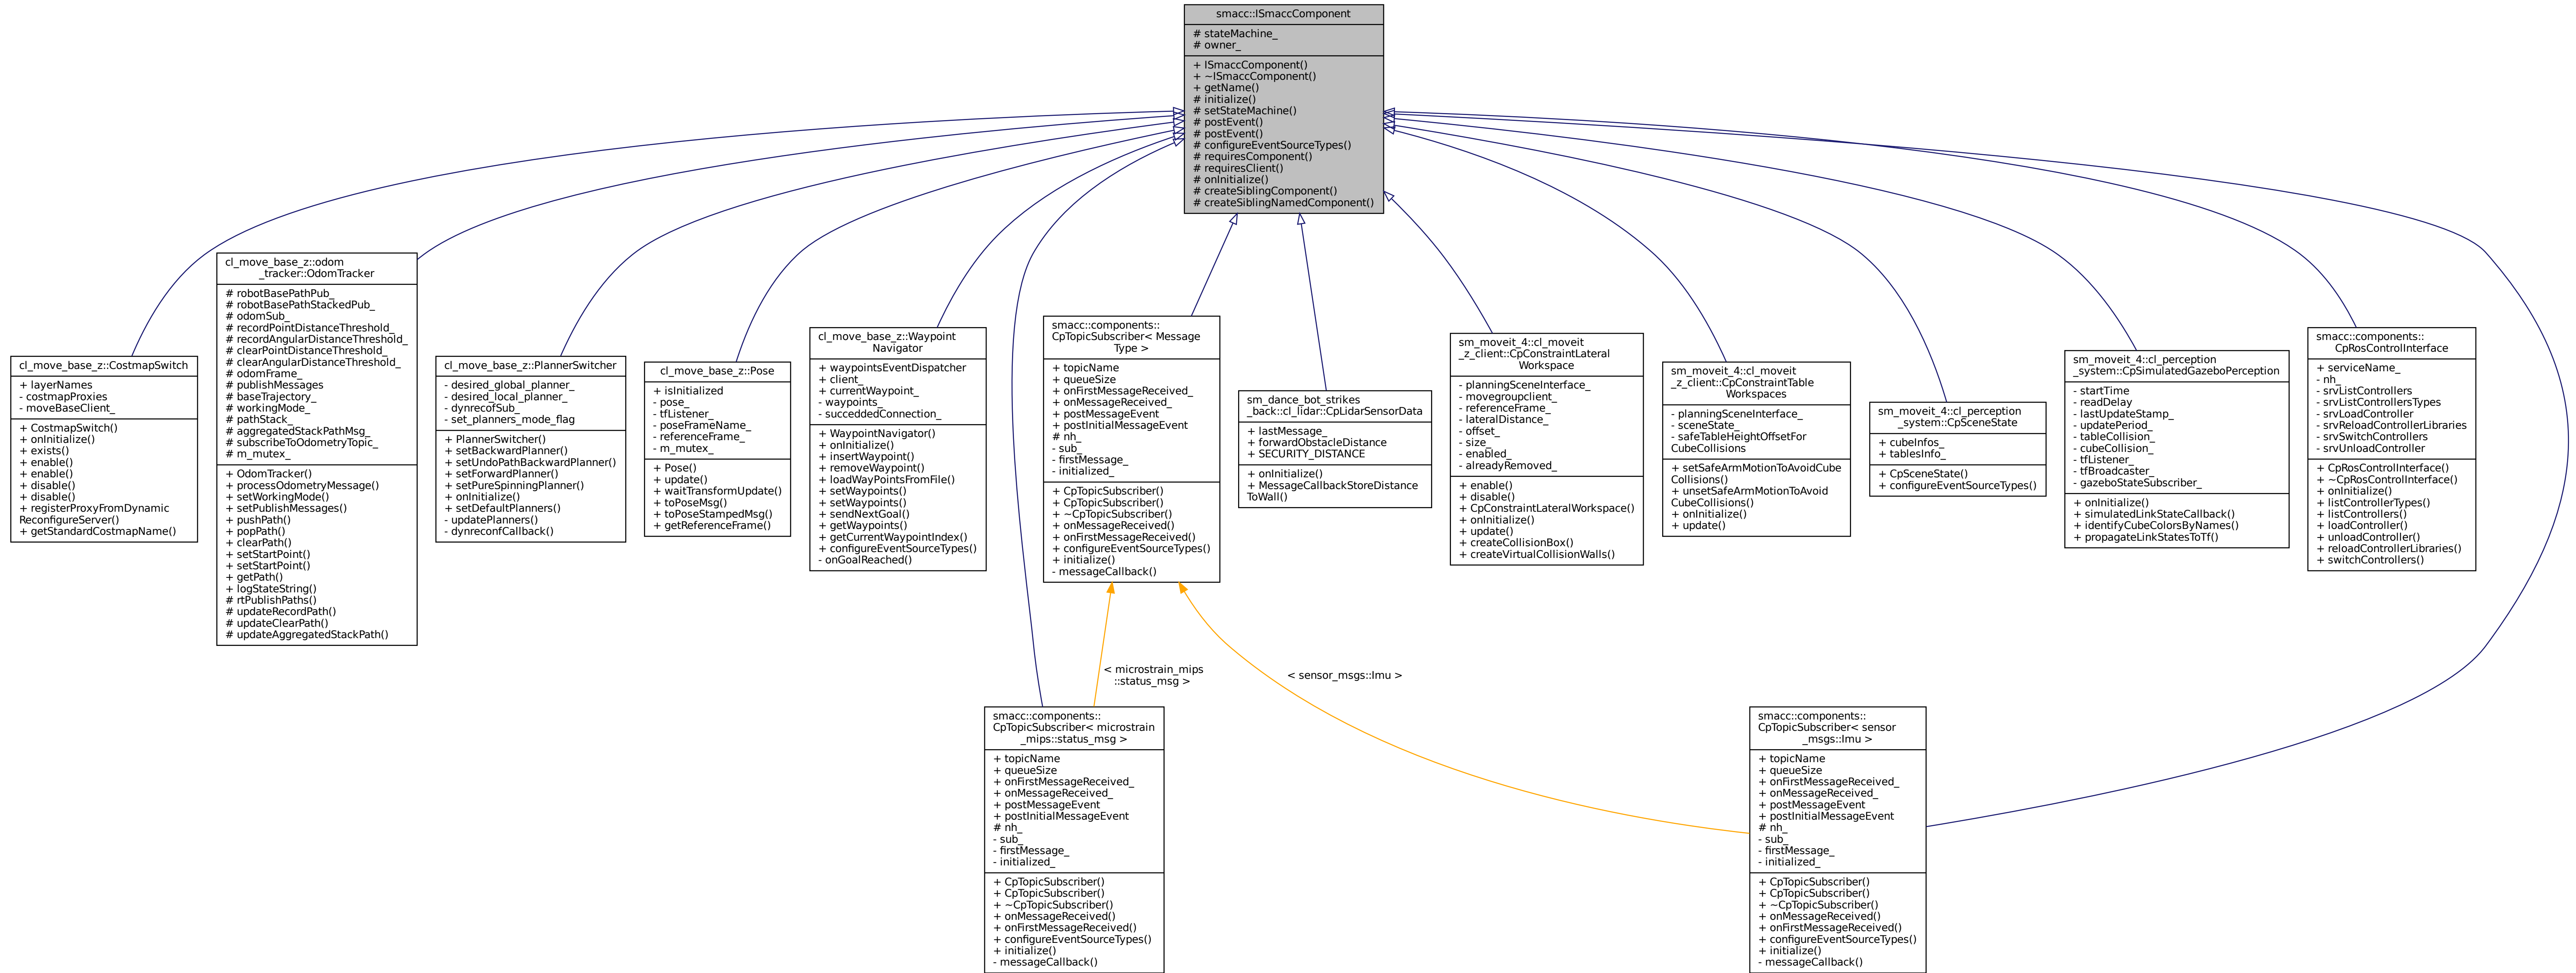 smacc::ISmaccComponent
# stateMachine_
# owner_
+ ISmaccComponent()
+ ~ISmaccComponent()
+ getName()
# initialize()
# setStateMachine()
# postEvent()
# postEvent()
# configureEventSourceTypes()
# requiresComponent()
# requiresClient()
# onInitialize()
# createSiblingComponent()
# createSiblingNamedComponent()
cl_move_base_z::CostmapSwitch
+ layerNames
- costmapProxies
- moveBaseClient_
+ CostmapSwitch()
+ onInitialize()
+ exists()
+ enable()
+ enable()
+ disable()
+ disable()
+ registerProxyFromDynamic
ReconfigureServer()
+ getStandardCostmapName()
cl_move_base_z::odom
_tracker::OdomTracker
# robotBasePathPub_
# robotBasePathStackedPub_
# odomSub_
# recordPointDistanceThreshold_
# recordAngularDistanceThreshold_
# clearPointDistanceThreshold_
# clearAngularDistanceThreshold_
# odomFrame_
# publishMessages
# baseTrajectory_
# workingMode_
# pathStack_
# aggregatedStackPathMsg_
# subscribeToOdometryTopic_
# m_mutex_
+ OdomTracker()
+ processOdometryMessage()
+ setWorkingMode()
+ setPublishMessages()
+ pushPath()
+ popPath()
+ clearPath()
+ setStartPoint()
+ setStartPoint()
+ getPath()
+ logStateString()
# rtPublishPaths()
# updateRecordPath()
# updateClearPath()
# updateAggregatedStackPath()
cl_move_base_z::PlannerSwitcher
- desired_global_planner_
- desired_local_planner_
- dynrecofSub_
- set_planners_mode_flag
+ PlannerSwitcher()
+ setBackwardPlanner()
+ setUndoPathBackwardPlanner()
+ setForwardPlanner()
+ setPureSpinningPlanner()
+ onInitialize()
+ setDefaultPlanners()
- updatePlanners()
- dynreconfCallback()
cl_move_base_z::Pose
+ isInitialized
- pose_
- tfListener_
- poseFrameName_
- referenceFrame_
- m_mutex_
+ Pose()
+ update()
+ waitTransformUpdate()
+ toPoseMsg()
+ toPoseStampedMsg()
+ getReferenceFrame()
cl_move_base_z::Waypoint
Navigator
+ waypointsEventDispatcher
+ client_
+ currentWaypoint_
- waypoints_
- succeddedConnection_
+ WaypointNavigator()
+ onInitialize()
+ insertWaypoint()
+ removeWaypoint()
+ loadWayPointsFromFile()
+ setWaypoints()
+ setWaypoints()
+ sendNextGoal()
+ getWaypoints()
+ getCurrentWaypointIndex()
+ configureEventSourceTypes()
- onGoalReached()
smacc::components::
CpTopicSubscriber< Message
Type >
+ topicName
+ queueSize
+ onFirstMessageReceived_
+ onMessageReceived_
+ postMessageEvent
+ postInitialMessageEvent
# nh_
- sub_
- firstMessage_
- initialized_
+ CpTopicSubscriber()
+ CpTopicSubscriber()
+ ~CpTopicSubscriber()
+ onMessageReceived()
+ onFirstMessageReceived()
+ configureEventSourceTypes()
+ initialize()
- messageCallback()
sm_dance_bot_strikes
_back::cl_lidar::CpLidarSensorData
+ lastMessage_
+ forwardObstacleDistance
+ SECURITY_DISTANCE
+ onInitialize()
+ MessageCallbackStoreDistance
ToWall()
sm_moveit_4::cl_moveit
_z_client::CpConstraintLateral
Workspace
- planningSceneInterface_
- movegroupclient_
- referenceFrame_
- lateralDistance_
- offset_
- size_
- enabled_
- alreadyRemoved_
+ enable()
+ disable()
+ CpConstraintLateralWorkspace()
+ onInitialize()
+ update()
+ createCollisionBox()
+ createVirtualCollisionWalls()
sm_moveit_4::cl_moveit
_z_client::CpConstraintTable
Workspaces
- planningSceneInterface_
- sceneState_
- safeTableHeightOffsetFor
CubeCollisions
+ setSafeArmMotionToAvoidCube
Collisions()
+ unsetSafeArmMotionToAvoid
CubeCollisions()
+ onInitialize()
+ update()
sm_moveit_4::cl_perception
_system::CpSceneState
+ cubeInfos_
+ tablesInfo_
+ CpSceneState()
+ configureEventSourceTypes()
sm_moveit_4::cl_perception
_system::CpSimulatedGazeboPerception
- startTime
- readDelay
- lastUpdateStamp_
- updatePeriod_
- tableCollision_
- cubeCollision_
- tfListener_
- tfBroadcaster_
- gazeboStateSubscriber_
+ onInitialize()
+ simulatedLinkStateCallback()
+ identifyCubeColorsByNames()
+ propagateLinkStatesToTf()
smacc::components::
CpRosControlInterface
+ serviceName_
- nh_
- srvListControllers
- srvListControllersTypes
- srvLoadController
- srvReloadControllerLibraries
- srvSwitchControllers
- srvUnloadController
+ CpRosControlInterface()
+ ~CpRosControlInterface()
+ onInitialize()
+ listControllerTypes()
+ listControllers()
+ loadController()
+ unloadController()
+ reloadControllerLibraries()
+ switchControllers()
< microstrain_mips
::status_msg >
< sensor_msgs::Imu >
smacc::components::
CpTopicSubscriber< microstrain
_mips::status_msg >
+ topicName
+ queueSize
+ onFirstMessageReceived_
+ onMessageReceived_
+ postMessageEvent
+ postInitialMessageEvent
# nh_
- sub_
- firstMessage_
- initialized_
+ CpTopicSubscriber()
+ CpTopicSubscriber()
+ ~CpTopicSubscriber()
+ onMessageReceived()
+ onFirstMessageReceived()
+ configureEventSourceTypes()
+ initialize()
- messageCallback()
smacc::components::
CpTopicSubscriber< sensor
_msgs::Imu >
+ topicName
+ queueSize
+ onFirstMessageReceived_
+ onMessageReceived_
+ postMessageEvent
+ postInitialMessageEvent
# nh_
- sub_
- firstMessage_
- initialized_
+ CpTopicSubscriber()
+ CpTopicSubscriber()
+ ~CpTopicSubscriber()
+ onMessageReceived()
+ onFirstMessageReceived()
+ configureEventSourceTypes()
+ initialize()
- messageCallback()